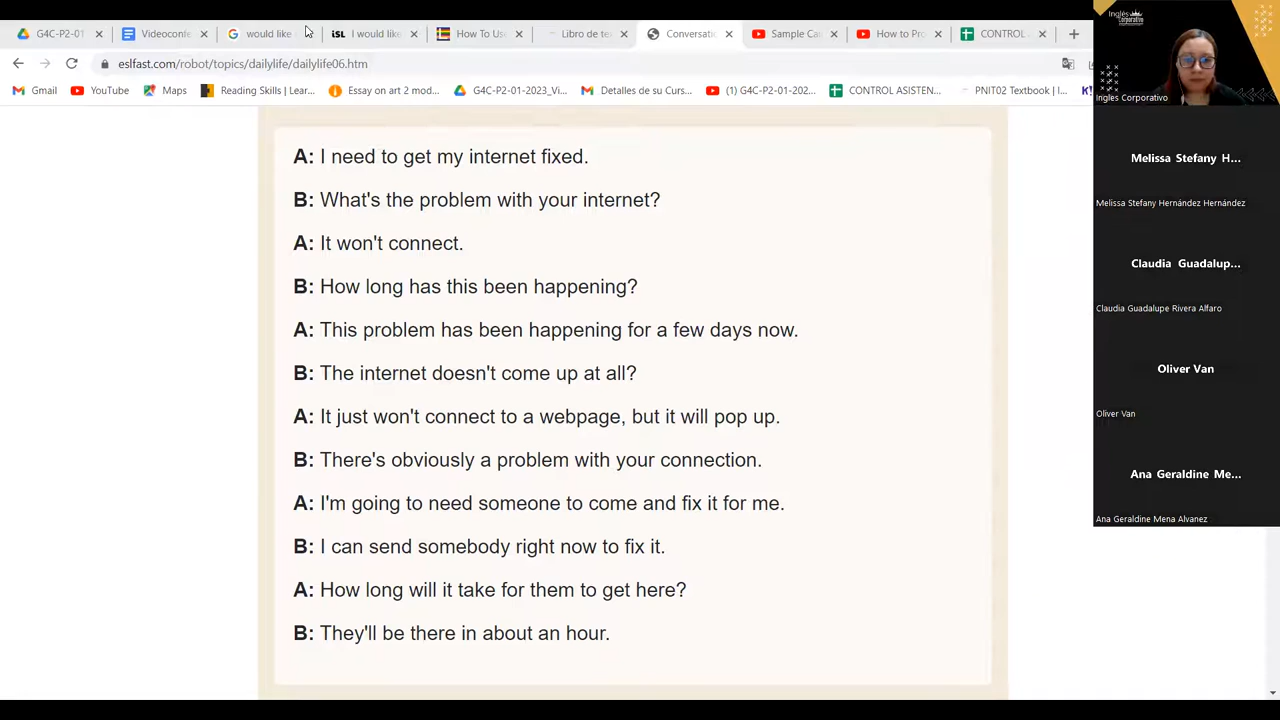 G4C-P2-01
Videoconfe
would like
iSL I would like
How To Use
Libro de te
Conversatio
Sample Ca
How to Pro
CONTROL
eslfast.com/robot/topics/dailylife/dailylife06.htm
Gmail
YouTube
Maps
Reading Skills | Lear...
Essay on art 2 mod...
G4C-P2-01-2023_Vi...
Detalles de su Curs...
(1) G4C-P2-01-202...
CONTROL ASISTEN...
PNIT02 Textbook | I...
A: I need to get my internet fixed.
B: What's the problem with your internet?
A: It won't connect.
B: How long has this been happening?
A: This problem has been happening for a few days now.
B: The internet doesn't come up at all?
A: It just won't connect to a webpage, but it will pop up.
B: There's obviously a problem with your connection.
A: I'm going to need someone to come and fix it for me.
B: I can send somebody right now to fix it.
A: How long will it take for them to get here?
B: They'll be there in about an hour.
Inglés
Corporativo
Ingles Corporativo
Melissa Stefany H...
Melissa Stefany Hernández Hernández
Claudia Guadalup...
Claudia Guadalupe Rivera Alfaro
Oliver Van
Oliver Van
Ana Geraldine Me...
Ana Geraldine Mena Alvanez